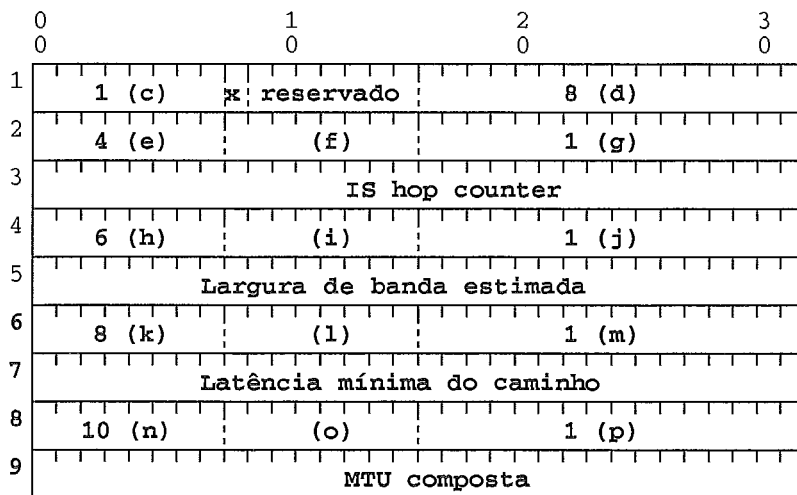 0 1 2 3
0 0 0 0
1 1 (c) x reservado 8 (d)
2 4 (e) (f) 1 (g)
3 IS hop counter
4 6 (h) (i) 1 (j)
5 Largura de banda estimada
6 8 (k) (l) 1 (m)
7 Latência mínima do caminho
8 10 (n) (o) 1 (p)
9 MTU composta